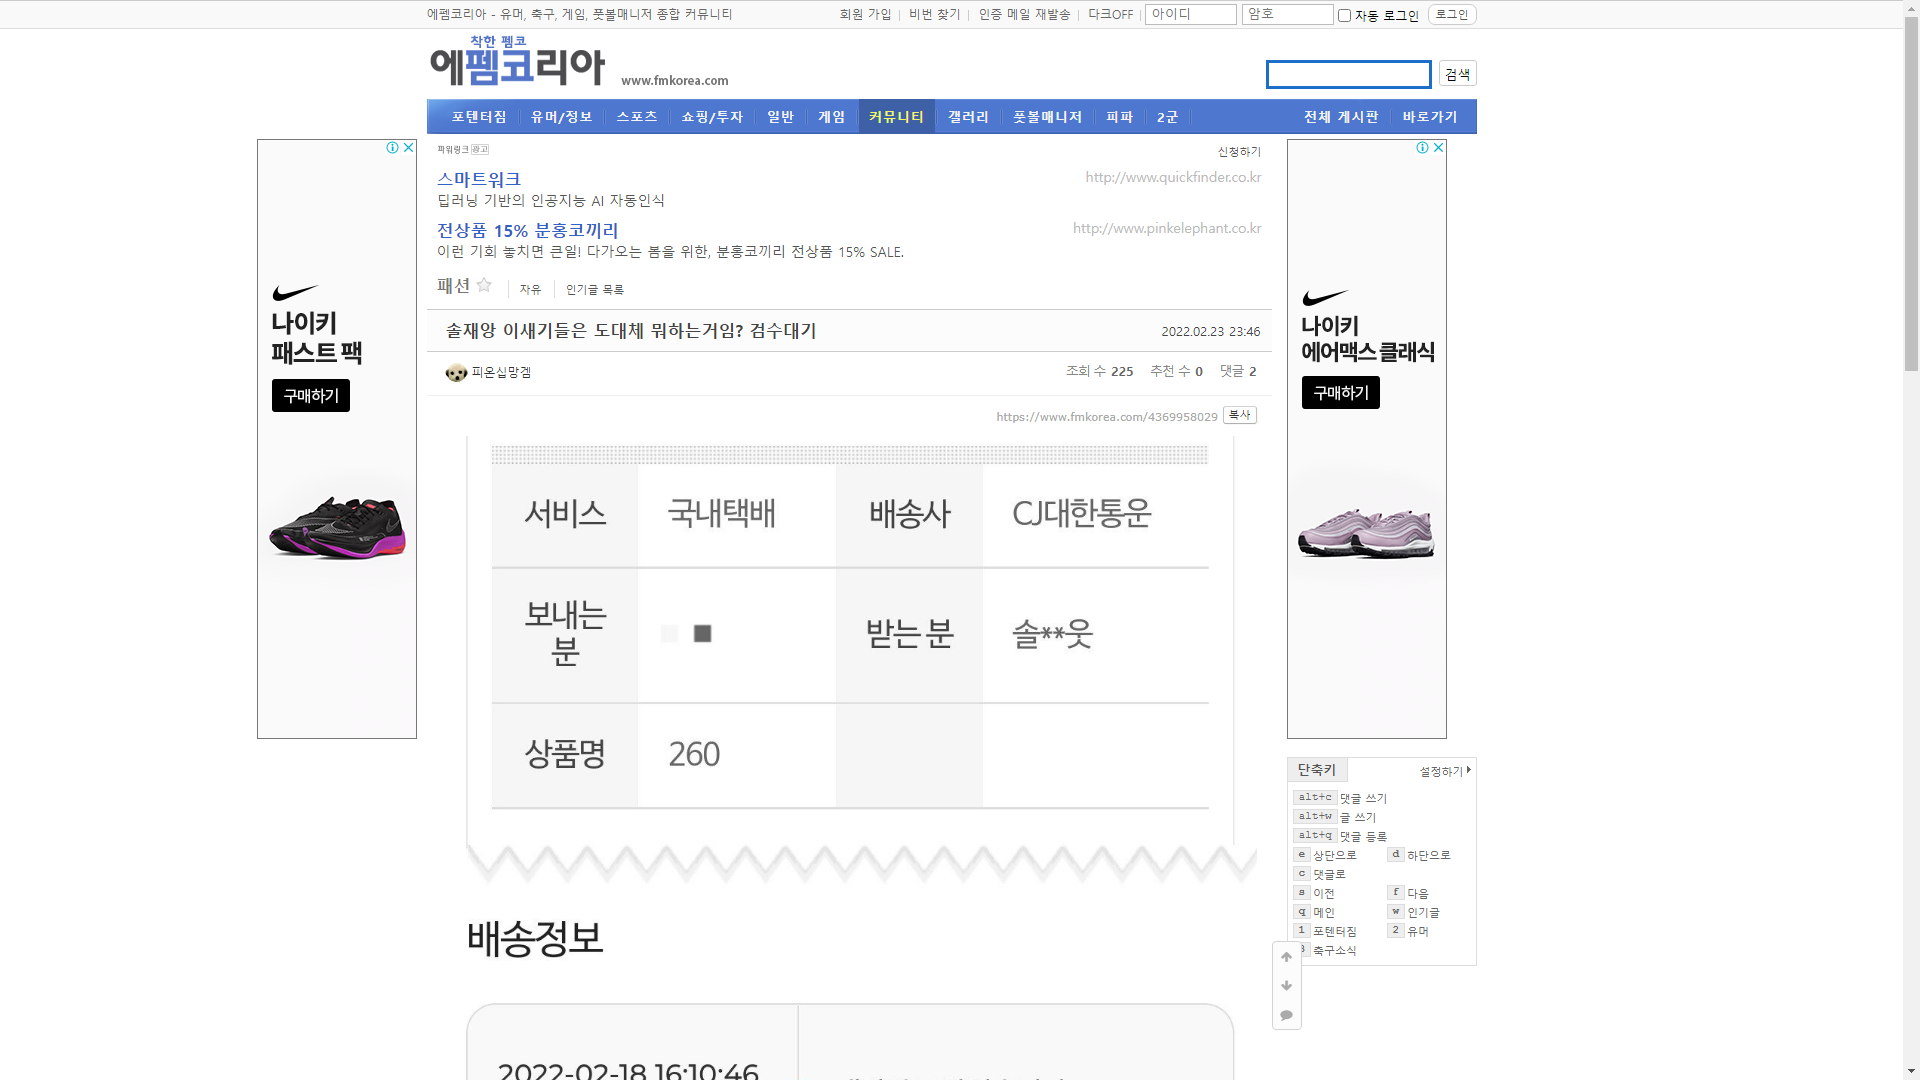 에펨코리아 - 유머, 축구, 게임, 풋볼매니저 종합 커뮤니티
회원 가입 비번 찾기 인증 메일 재발송 다크OFF 아이디 암호 자동 로그인 로그인
착한 펨코
에펨코리아 www.fmkorea.com
검색
포텐터짐 유머/정보 스포츠 쇼핑/투자 일반 게임 커뮤니티 갤러리 풋볼매니저 피파 2군 전체 게시판 바로가기
파워링크 광고 신청하기
스마트워크 http://www.quickfinder.co.kr
딥러닝 기반의 인공지능 AI 자동인식
전상품 15% 분홍코끼리 http://www.pinkelephant.co.kr
이런 기회 놓치면 큰일! 다가오는 봄을 위한, 분홍코끼리 전상품 15% SALE.
패션 자유 인기글 목록
솔재앙 이새기들은 도대체 뭐하는거임? 검수대기 2022.02.23 23:46
피온십망겜 조회 수 225 추천 수 0 댓글 2
https://www.fmkorea.com/4369958029 복사
서비스 국내택배 배송사 CJ대한통운
보내는
분
받는 분 솔**웃
상품명 260
배송정보
2022-02-18 16:10:46
나이키
패스트 팩
구매하기
나이키
에어맥스 클래식
구매하기
단축키 설정하기
alt+c 댓글 쓰기
alt+w 글 쓰기
alt+q 댓글 등록
e 상단으로 d 하단으로
c 댓글로
s 이전 f 다음
q 메인 w 인기글
1 포텐터짐 2 유머
3 축구소식